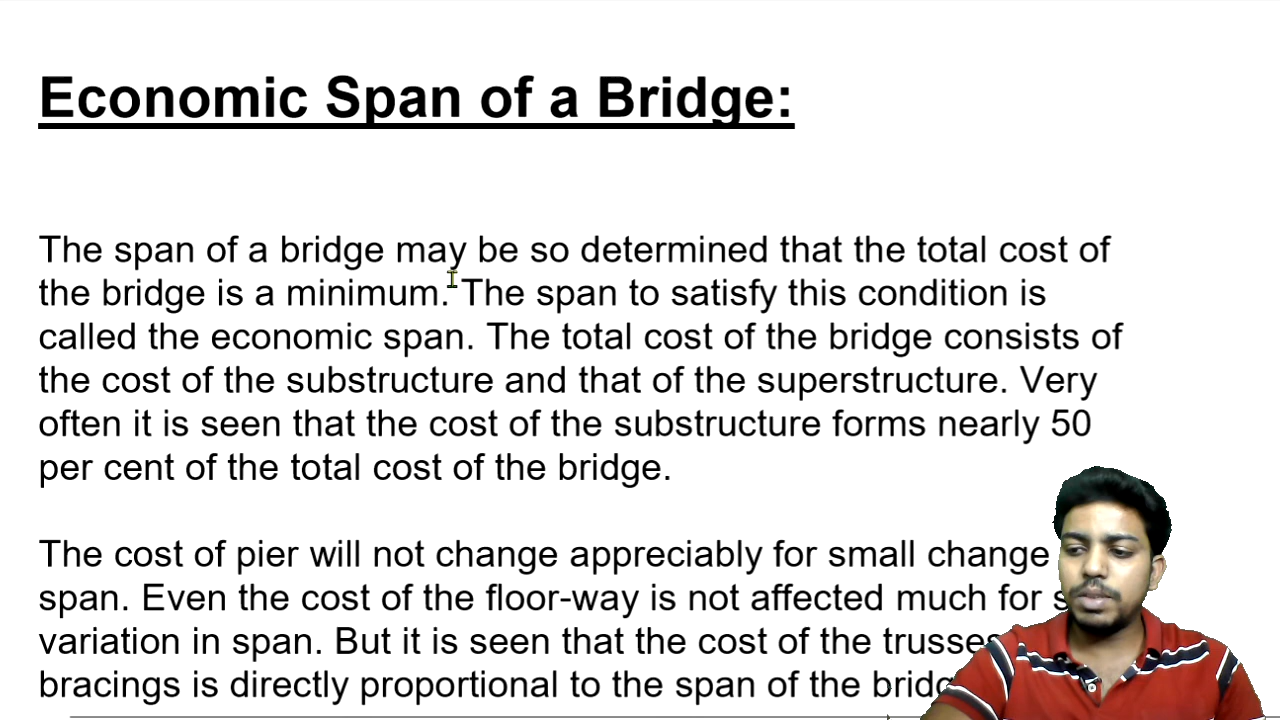 Economic Span of a Bridge:
The span of a bridge may be so determined that the total cost of
the bridge is a minimum. The span to satisfy this condition is
called the economic span. The total cost of the bridge consists of
the cost of the substructure and that of the superstructure. Very
often it is seen that the cost of the substructure forms nearly 50
per cent of the total cost of the bridge.
The cost of pier will not change appreciably for small change
span. Even the cost of the floor-way is not affected much for
variation in span. But it is seen that the cost of the trusses
bracings is directly proportional to the span of the